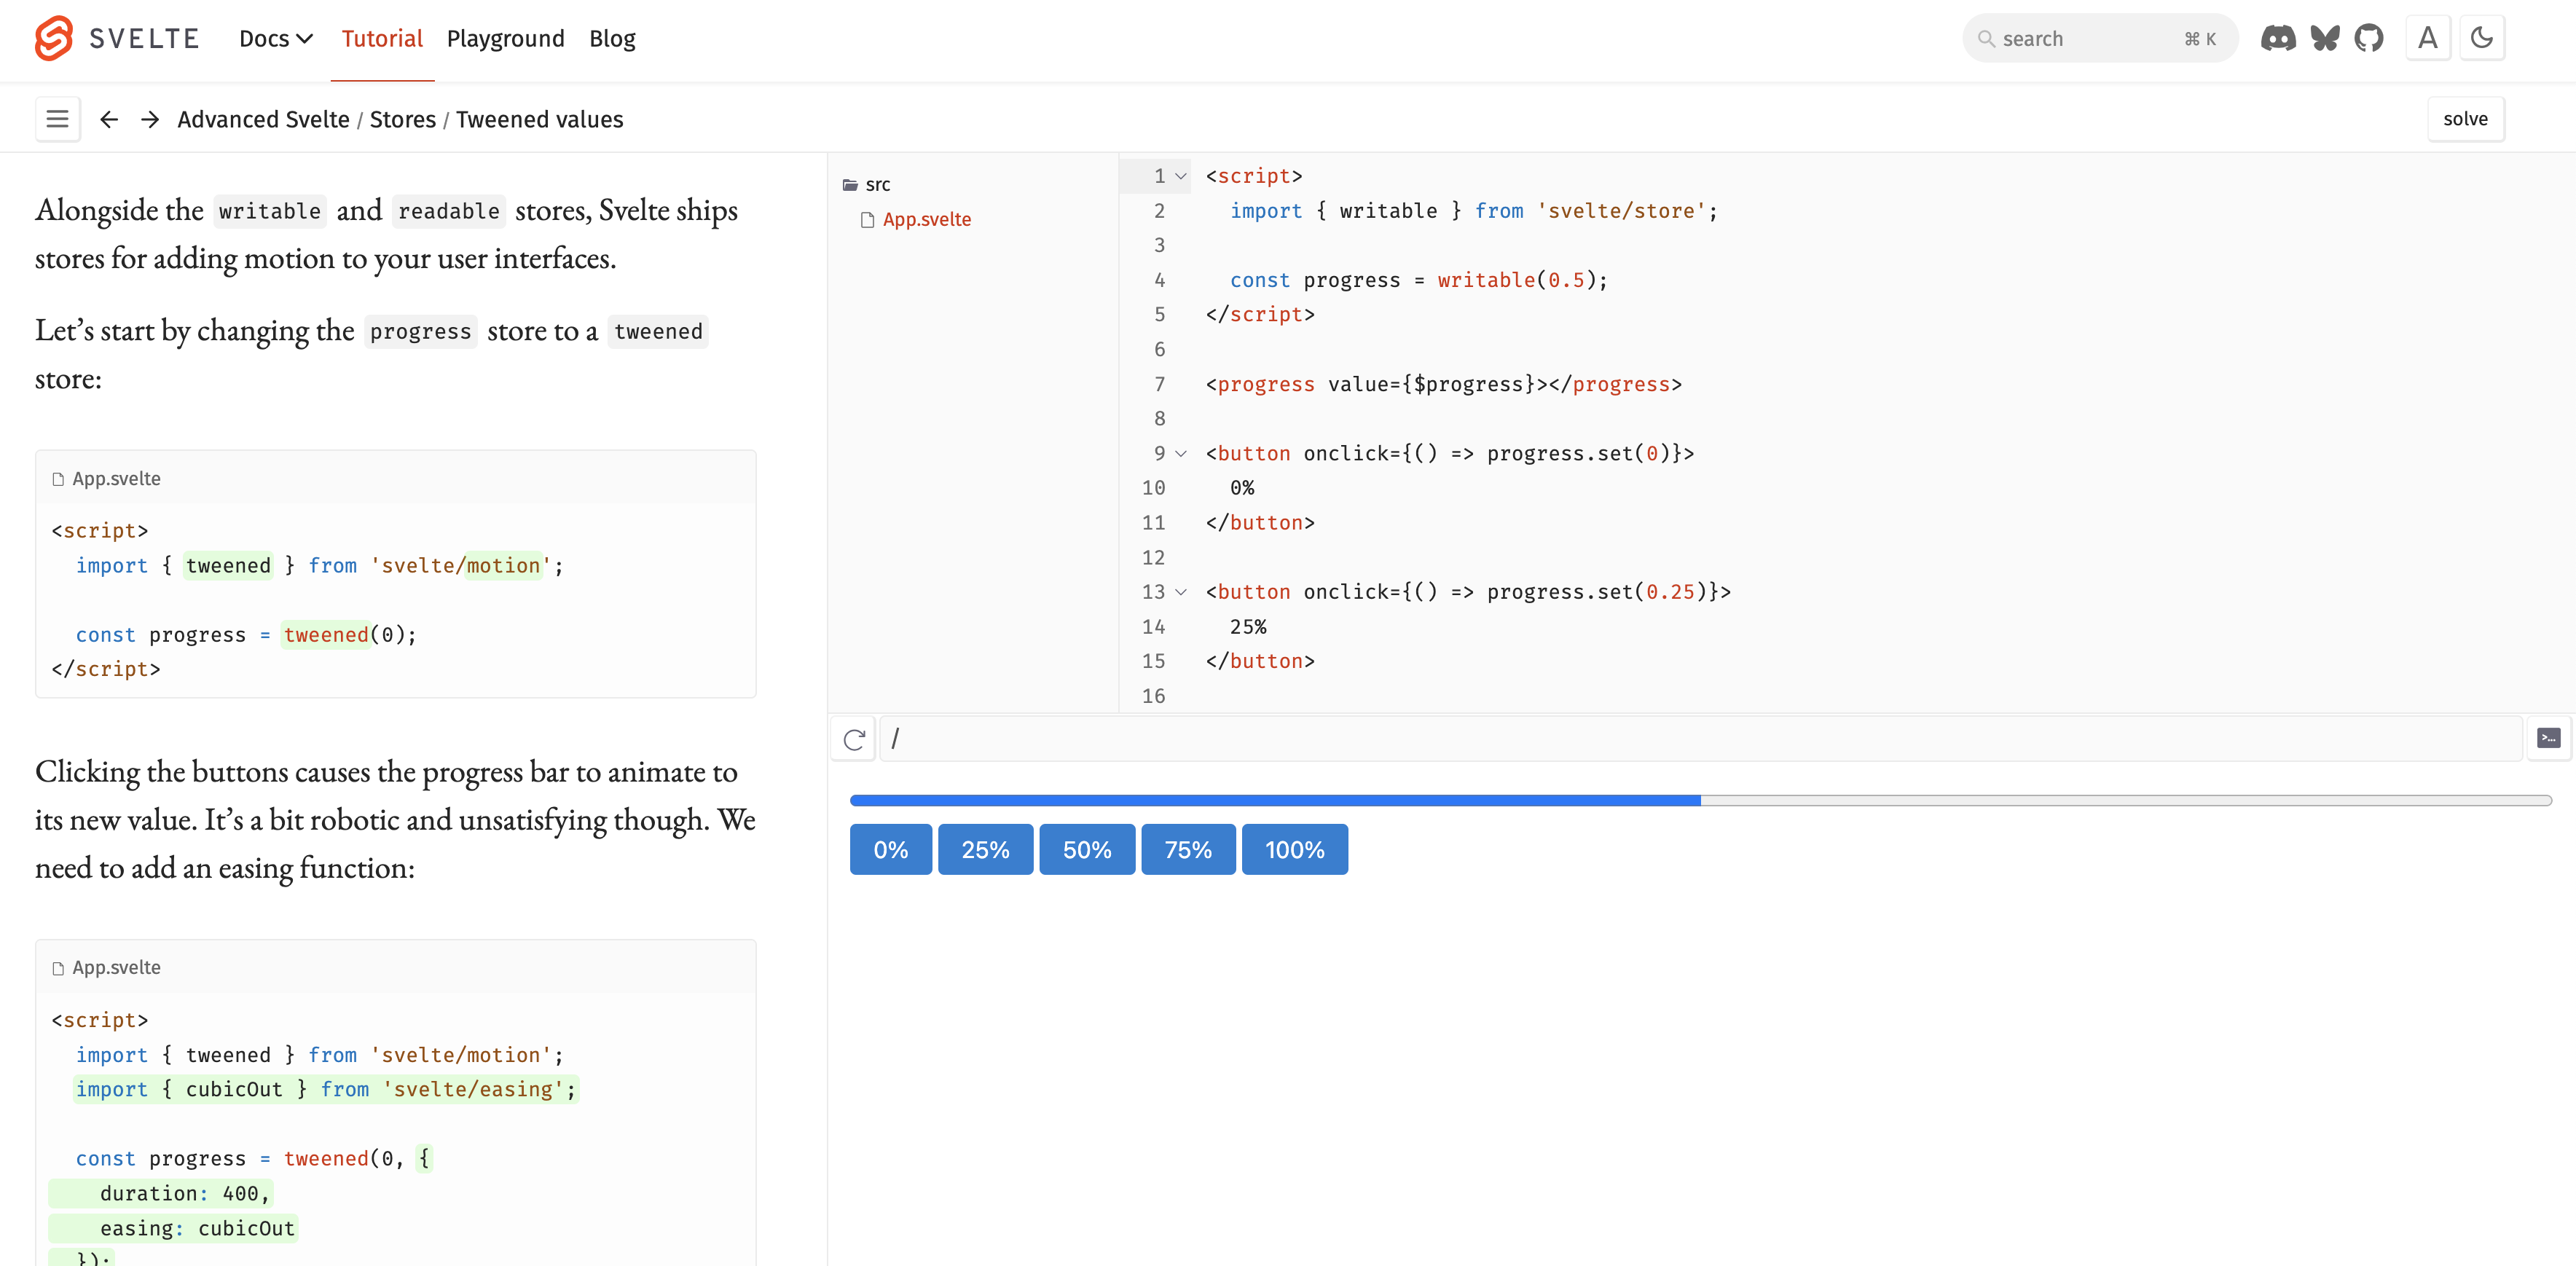 SVELTE Docs Tutorial Playground Blog search ⌘ K A
Advanced Svelte / Stores / Tweened values solve
Alongside the writable and readable stores, Svelte ships
stores for adding motion to your user interfaces.
Let’s start by changing the progress store to a tweened
store:
App.svelte
<script>
import { tweened } from 'svelte/motion';
const progress = tweened(0);
</script>
Clicking the buttons causes the progress bar to animate to
its new value. It’s a bit robotic and unsatisfying though. We
need to add an easing function:
App.svelte
<script>
import { tweened } from 'svelte/motion';
import { cubicOut } from 'svelte/easing';
const progress = tweened(0, {
duration: 400,
easing: cubicOut
});
src
App.svelte
1 <script>
2 import { writable } from 'svelte/store';
3
4 const progress = writable(0.5);
5 </script>
6
7 <progress value={$progress}></progress>
8
9 <button onclick={() => progress.set(0)}>
10 0%
11 </button>
12
13 <button onclick={() => progress.set(0.25)}>
14 25%
15 </button>
16
/
0% 25% 50% 75% 100%